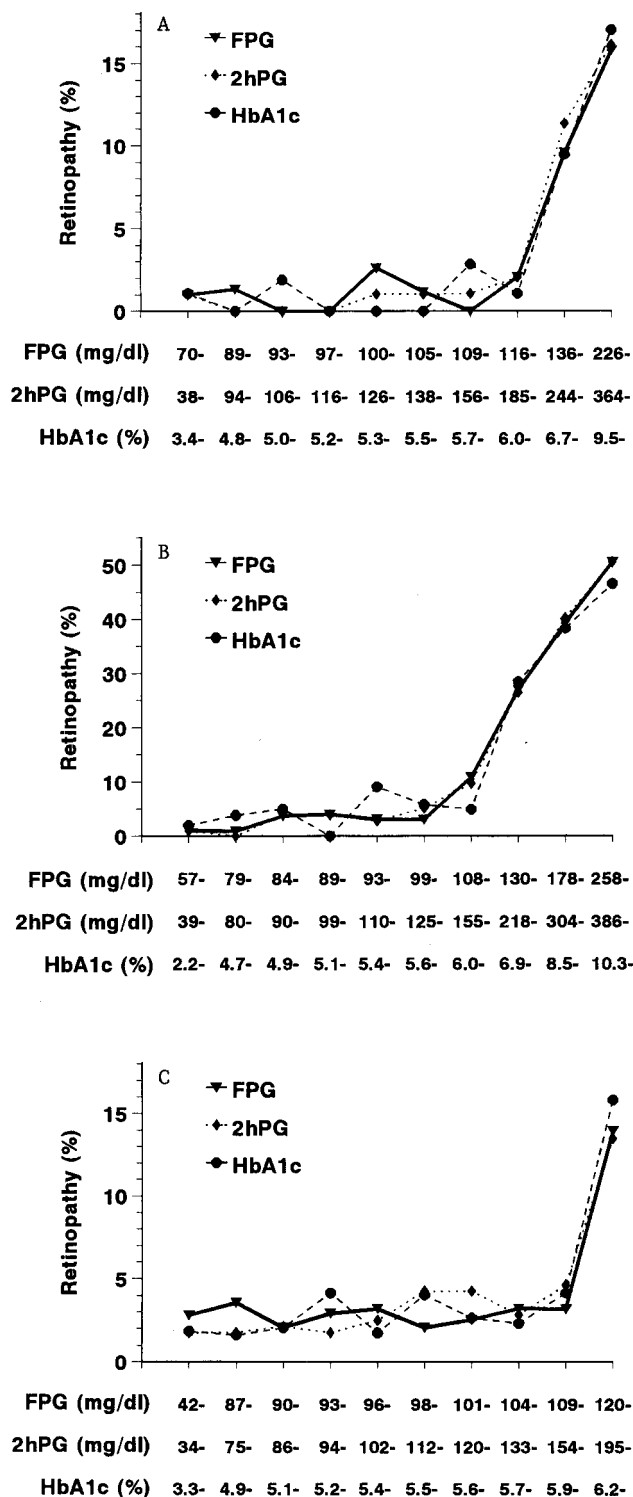 A
FPG
2hPG
HbA1c
Retinopathy (%)
15
10
5
0
FPG (mg/dl) 70- 89- 93- 97- 100- 105- 109- 116- 136- 226-
2hPG (mg/dl) 38- 94- 106- 116- 126- 138- 156- 185- 244- 364-
HbA1c (%) 3.4- 4.8- 5.0- 5.2- 5.3- 5.5- 5.7- 6.0- 6.7- 9.5-
B
FPG
2hPG
HbA1c
Retinopathy (%)
50
40
30
20
10
0
FPG (mg/dl) 57- 79- 84- 89- 93- 99- 108- 130- 178- 258-
2hPG (mg/dl) 39- 80- 90- 99- 110- 125- 155- 218- 304- 386-
HbA1c (%) 2.2- 4.7- 4.9- 5.1- 5.4- 5.6- 6.0- 6.9- 8.5- 10.3-
C
FPG
2hPG
HbA1c
Retinopathy (%)
15
10
5
0
FPG (mg/dl) 42- 87- 90- 93- 96- 98- 101- 104- 109- 120-
2hPG (mg/dl) 34- 75- 86- 94- 102- 112- 120- 133- 154- 195-
HbA1c (%) 3.3- 4.9- 5.1- 5.2- 5.4- 5.5- 5.6- 5.7- 5.9- 6.2-